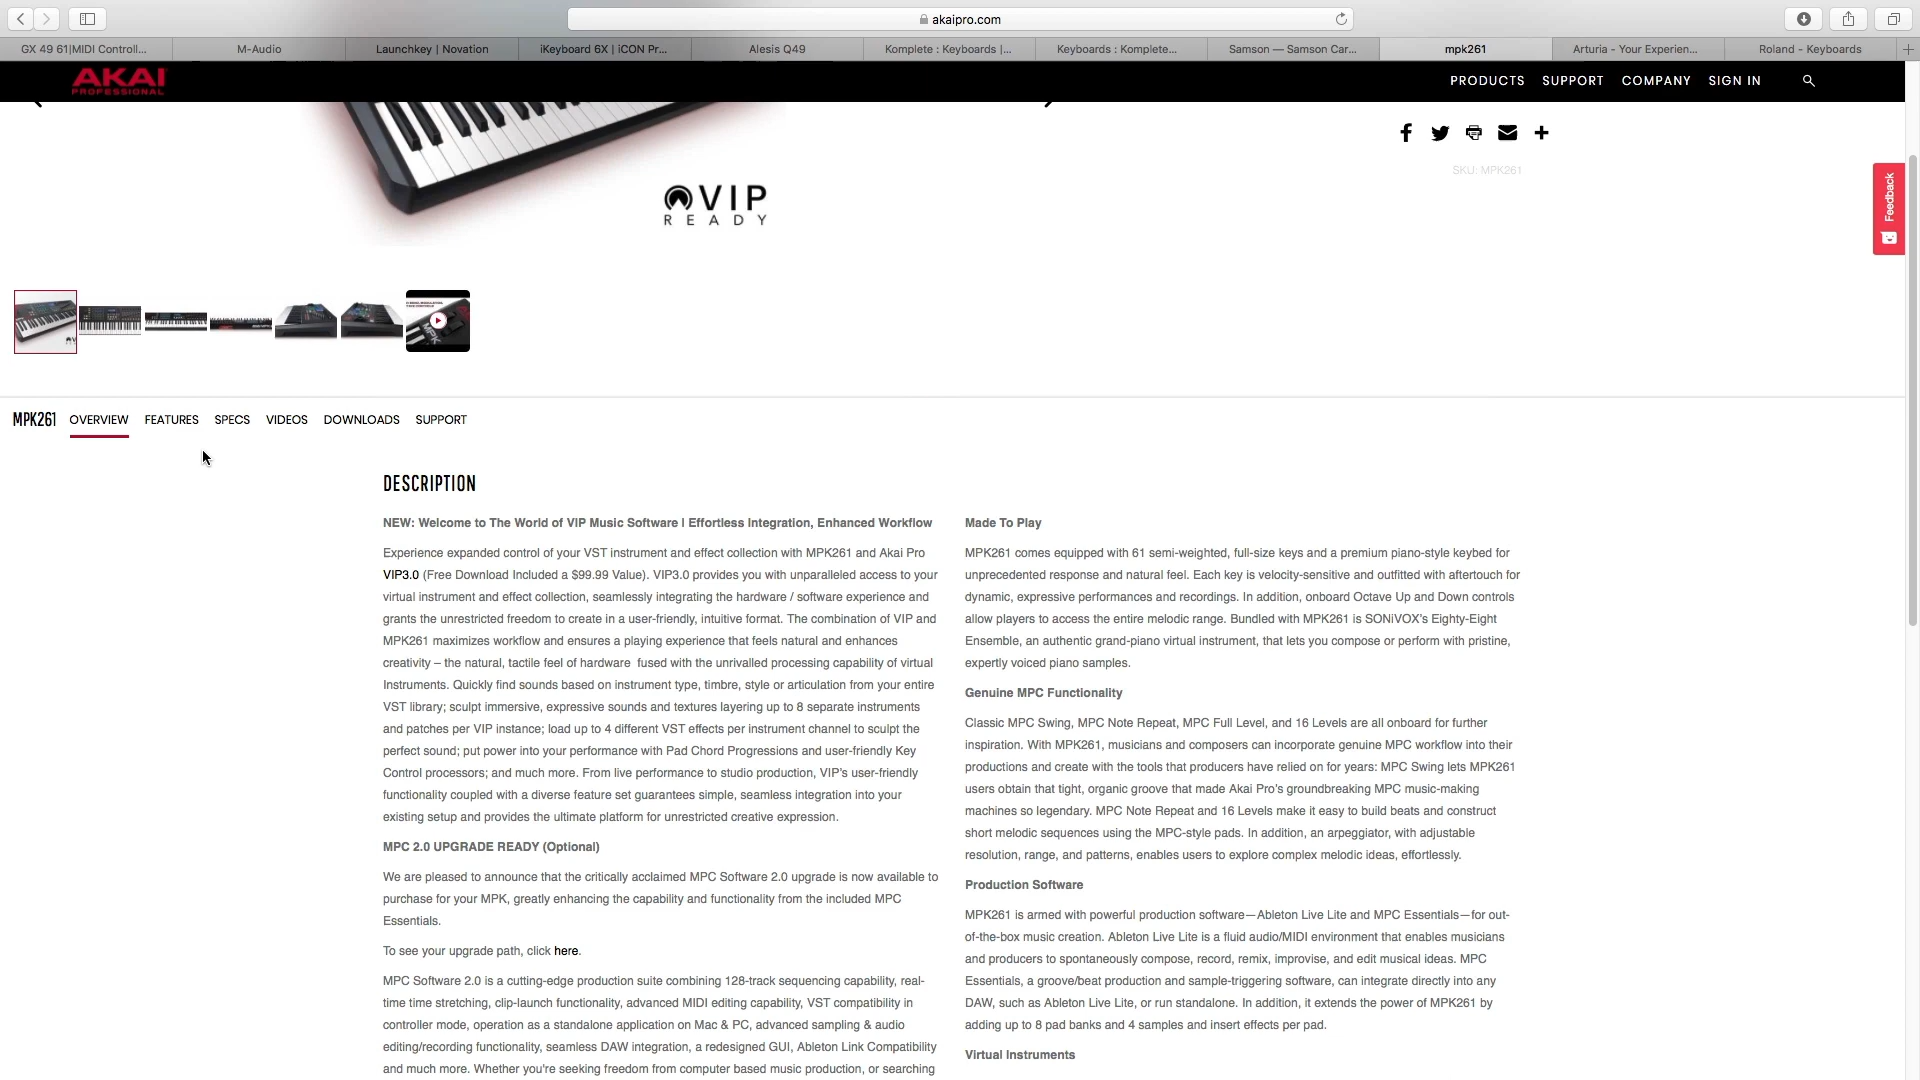 akaipro.com
GX 49 61|MIDI Controll...
M-Audio
Launchkey | Novation
iKeyboard 6X | iCON Pr...
Alesis Q49
Komplete : Keyboards |...
Keyboards : Komplete...
Samson — Samson Car...
mpk261
Arturia - Your Experien...
Roland - Keyboards
AKAI
PROFESSIONAL
PRODUCTS SUPPORT COMPANY SIGN IN
VIP
READY
SKU: MPK261
Feedback
MPK
MPK261 OVERVIEW FEATURES SPECS VIDEOS DOWNLOADS SUPPORT
DESCRIPTION
NEW: Welcome to The World of VIP Music Software | Effortless Integration, Enhanced Workflow
Experience expanded control of your VST instrument and effect collection with MPK261 and Akai Pro
VIP3.0 (Free Download Included a $99.99 Value). VIP3.0 provides you with unparalleled access to your
virtual instrument and effect collection, seamlessly integrating the hardware / software experience and
grants the unrestricted freedom to create in a user-friendly, intuitive format. The combination of VIP and
MPK261 maximizes workflow and ensures a playing experience that feels natural and enhances
creativity – the natural, tactile feel of hardware fused with the unrivalled processing capability of virtual
Instruments. Quickly find sounds based on instrument type, timbre, style or articulation from your entire
VST library; sculpt immersive, expressive sounds and textures layering up to 8 separate instruments
and patches per VIP instance; load up to 4 different VST effects per instrument channel to sculpt the
perfect sound; put power into your performance with Pad Chord Progressions and user-friendly Key
Control processors; and much more. From live performance to studio production, VIP's user-friendly
functionality coupled with a diverse feature set guarantees simple, seamless integration into your
existing setup and provides the ultimate platform for unrestricted creative expression.
MPC 2.0 UPGRADE READY (Optional)
We are pleased to announce that the critically acclaimed MPC Software 2.0 upgrade is now available to
purchase for your MPK, greatly enhancing the capability and functionality from the included MPC
Essentials.
To see your upgrade path, click here.
MPC Software 2.0 is a cutting-edge production suite combining 128-track sequencing capability, real-
time time stretching, clip-launch functionality, advanced MIDI editing capability, VST compatibility in
controller mode, operation as a standalone application on Mac & PC, advanced sampling & audio
editing/recording functionality, seamless DAW integration, a redesigned GUI, Ableton Link Compatibility
and much more. Whether you're seeking freedom from computer based music production, or searching
Made To Play
MPK261 comes equipped with 61 semi-weighted, full-size keys and a premium piano-style keybed for
unprecedented response and natural feel. Each key is velocity-sensitive and outfitted with aftertouch for
dynamic, expressive performances and recordings. In addition, onboard Octave Up and Down controls
allow players to access the entire melodic range. Bundled with MPK261 is SONiVOX's Eighty-Eight
Ensemble, an authentic grand-piano virtual instrument, that lets you compose or perform with pristine,
expertly voiced piano samples.
Genuine MPC Functionality
Classic MPC Swing, MPC Note Repeat, MPC Full Level, and 16 Levels are all onboard for further
inspiration. With MPK261, musicians and composers can incorporate genuine MPC workflow into their
productions and create with the tools that producers have relied on for years: MPC Swing lets MPK261
users obtain that tight, organic groove that made Akai Pro's groundbreaking MPC music-making
machines so legendary. MPC Note Repeat and 16 Levels make it easy to build beats and construct
short melodic sequences using the MPC-style pads. In addition, an arpeggiator, with adjustable
resolution, range, and patterns, enables users to explore complex melodic ideas, effortlessly.
Production Software
MPK261 is armed with powerful production software—Ableton Live Lite and MPC Essentials—for out-
of-the-box music creation. Ableton Live Lite is a fluid audio/MIDI environment that enables musicians
and producers to spontaneously compose, record, remix, improvise, and edit musical ideas. MPC
Essentials, a groove/beat production and sample-triggering software, can integrate directly into any
DAW, such as Ableton Live Lite, or run standalone. In addition, it extends the power of MPK261 by
adding up to 8 pad banks and 4 samples and insert effects per pad.
Virtual Instruments